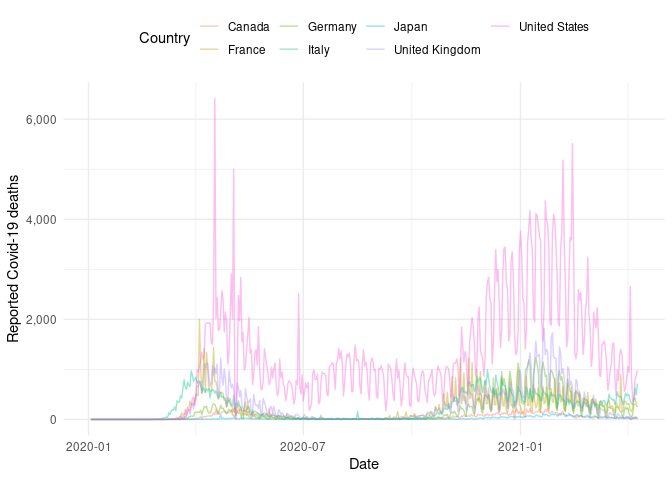 Country
Canada
Germany
Japan
United States
France
Italy
United Kingdom
Reported Covid-19 deaths
6,000
4,000
2,000
0
2020-01
2020-07
2021-01
Date